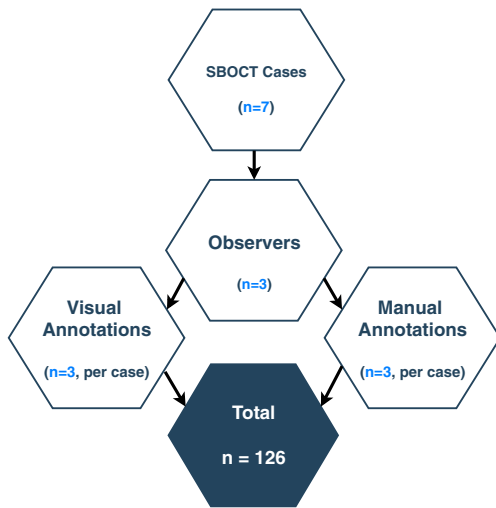 SBOCT Cases
(n=7)
Observers
(n=3)
Visual
Annotations
(n=3, per case)
Manual
Annotations
(n=3, per case)
Total
n = 126